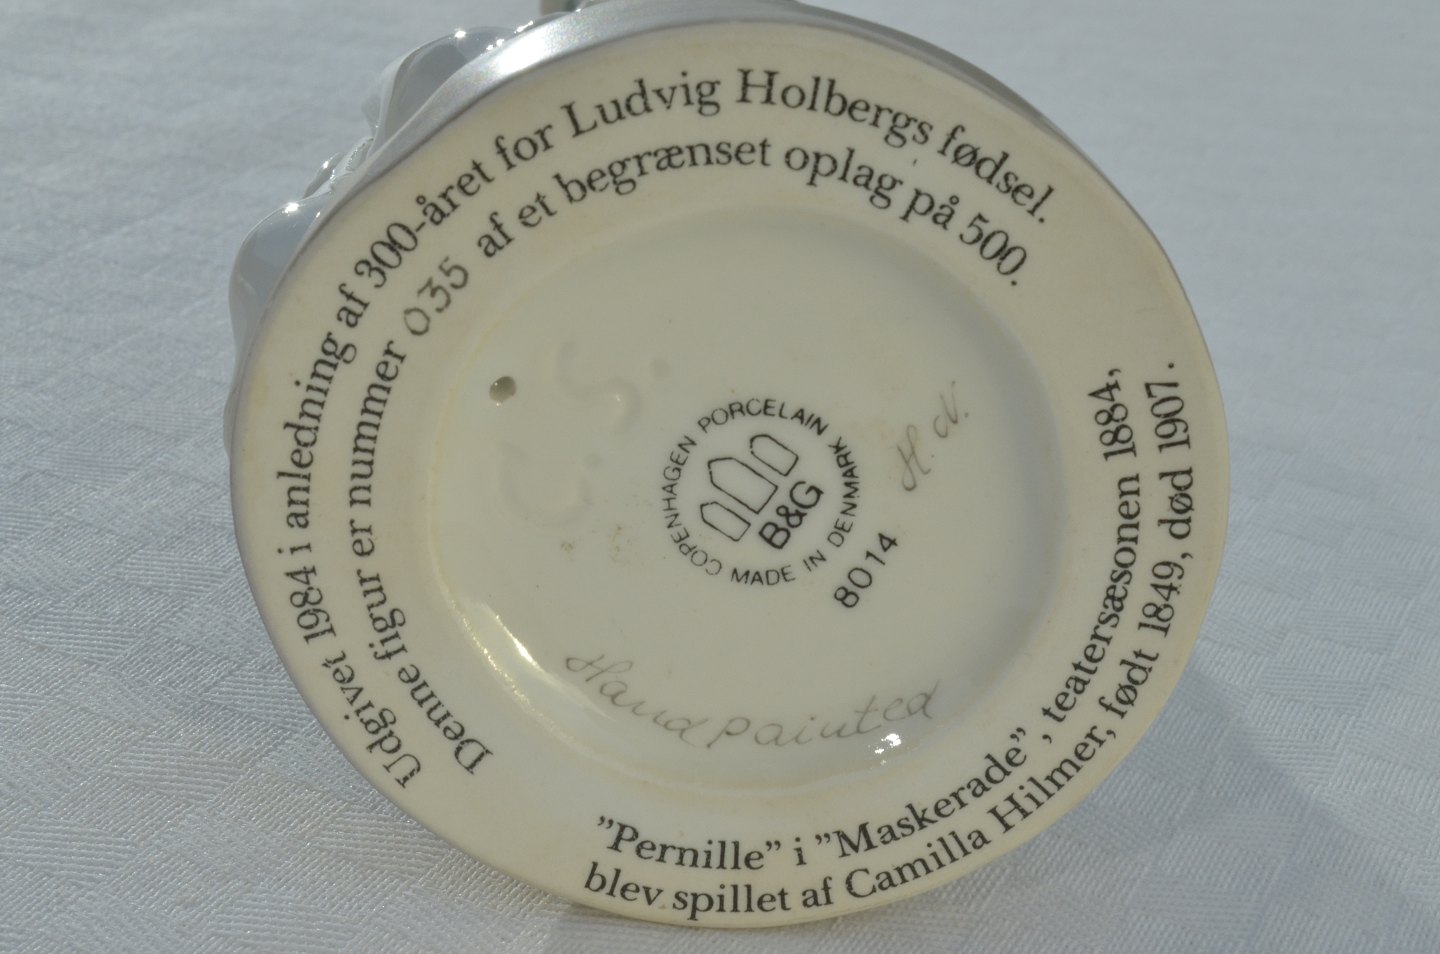 Udgivet 1984 i anledning af 300-året for Ludvig Holbergs fødsel.
Denne figur er nummer 035 af et begrænset oplag på 500.
C.S.
COPENHAGEN PORCELAIN
B&G
MADE IN DENMARK
8014
H.N.
Hand painted
”Pernille” i ”Maskerade”, teatersæsonen 1884,
blev spillet af Camilla Hilmer, født 1849, død 1907.